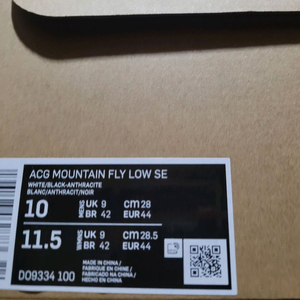 ACG MOUNTAIN FLY LOW SE
WHITE/BLACK-ANTHRACITE
BLANC/ANTHRACIT/NOIR
10 MENS UK 9 CM 28
BR 42 EUR 44
11.5 WMNS UK 9 CM 28.5
BR 42 EUR 44
DO9334 100
MADE IN CHINA /
FABRIQUE EN CHINE /
FABRICADO NA CHINA /
HECHO EN CHINA